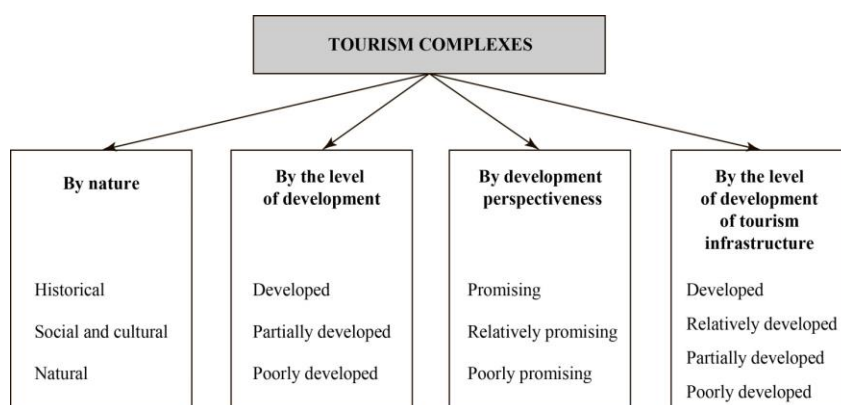 TOURISM COMPLEXES
By nature
Historical
Social and cultural
Natural
By the level
of development
Developed
Partially developed
Poorly developed
By development
perspectiveness
Promising
Relatively promising
Poorly promising
By the level
of development
of tourism
infrastructure
Developed
Relatively developed
Partially developed
Poorly developed